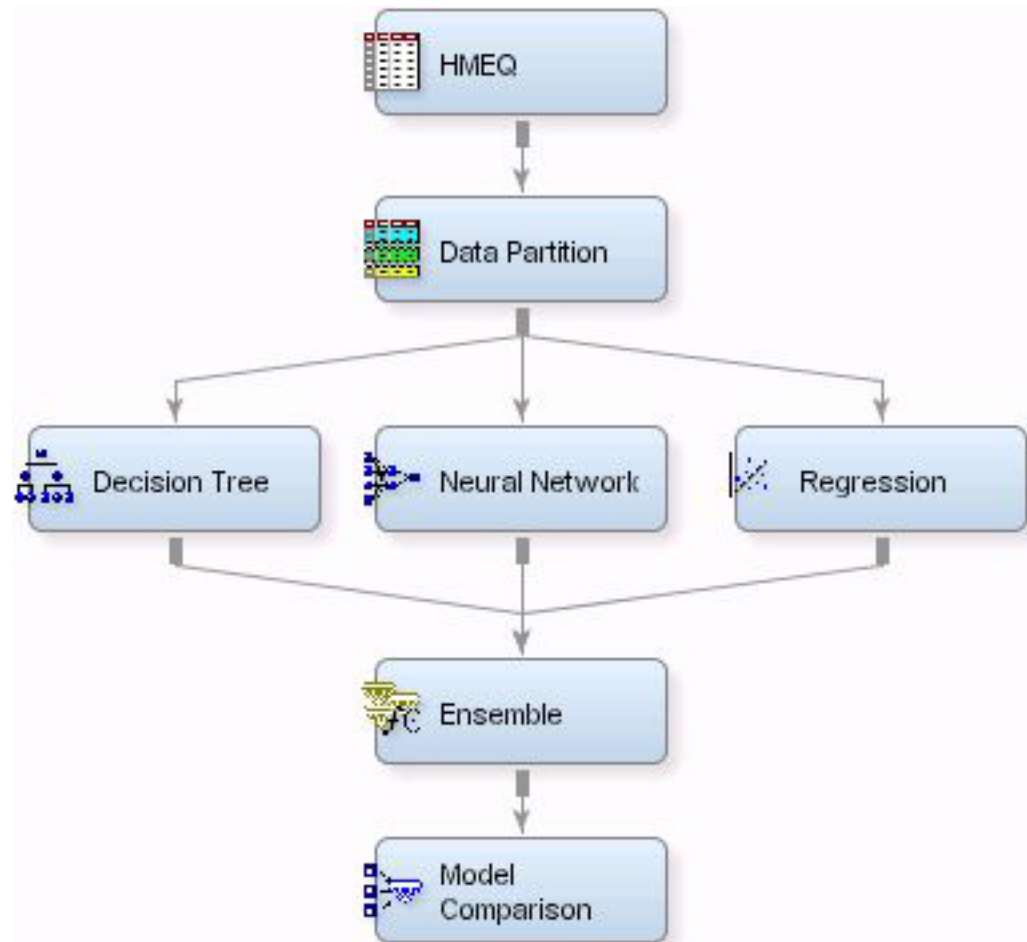 HMEQ
Data Partition
Decision Tree
Neural Network
Regression
Ensemble
Model
Comparison